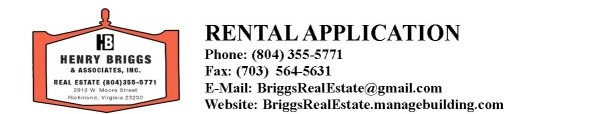 HB
HENRY BRIGGS
& ASSOCIATES, INC.
REAL ESTATE (804)355-5771
2912 W. Moore Street
Richmond, Virginia 23230
RENTAL APPLICATION
Phone: (804) 355-5771
Fax: (703) 564-5631
E-Mail: BriggsRealEstate@gmail.com
Website: BriggsRealEstate.managebuilding.com